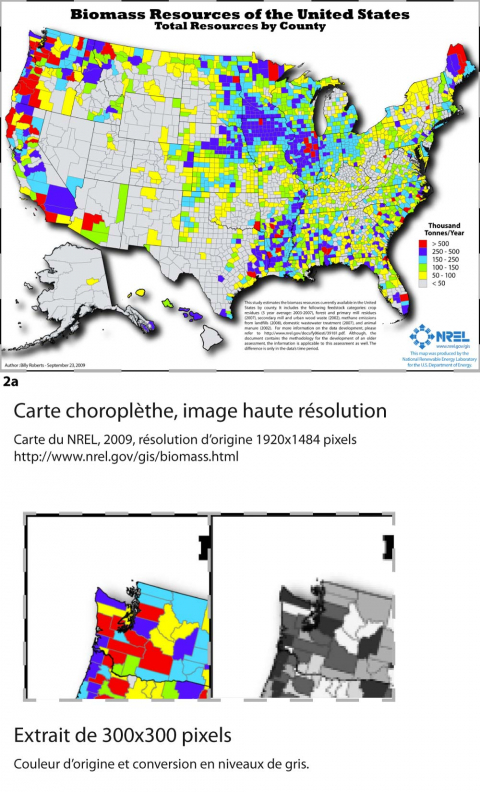 Biomass Resources of the United States
Total Resources by County
Thousand
Tonnes/Year
> 500
250 - 500
150 - 250
100 - 150
50 - 100
< 50
This study estimates the biomass resources currently available in the United
States by county. It includes the following feedstock categories: crop
residues (5 year average: 2003-2007), forest and primary mill residues
(2007), secondary mill and urban wood waste (2002), methane emissions
from landfills (2008), domestic wastewater treatment (2007), and animal
manure (2002). For more information on the data development, please
refer to http://www.nrel.gov/docs/fy06osti/39181.pdf. Although, the
document contains the methodology for the development of an older
assessment, the information is applicable to this assessment as well. The
difference is only the data's time period.
NREL
www.nrel.gov/gis
This map was produced by the
National Renewable Energy Laboratory
for the U.S. Department of Energy.
Author: Billy Roberts - September 23, 2009
2a
Carte choroplèthe, image haute résolution
Carte du NREL, 2009, résolution d’origine 1920x1484 pixels
http://www.nrel.gov/gis/biomass.html
Extrait de 300x300 pixels
Couleur d’origine et conversion en niveaux de gris.